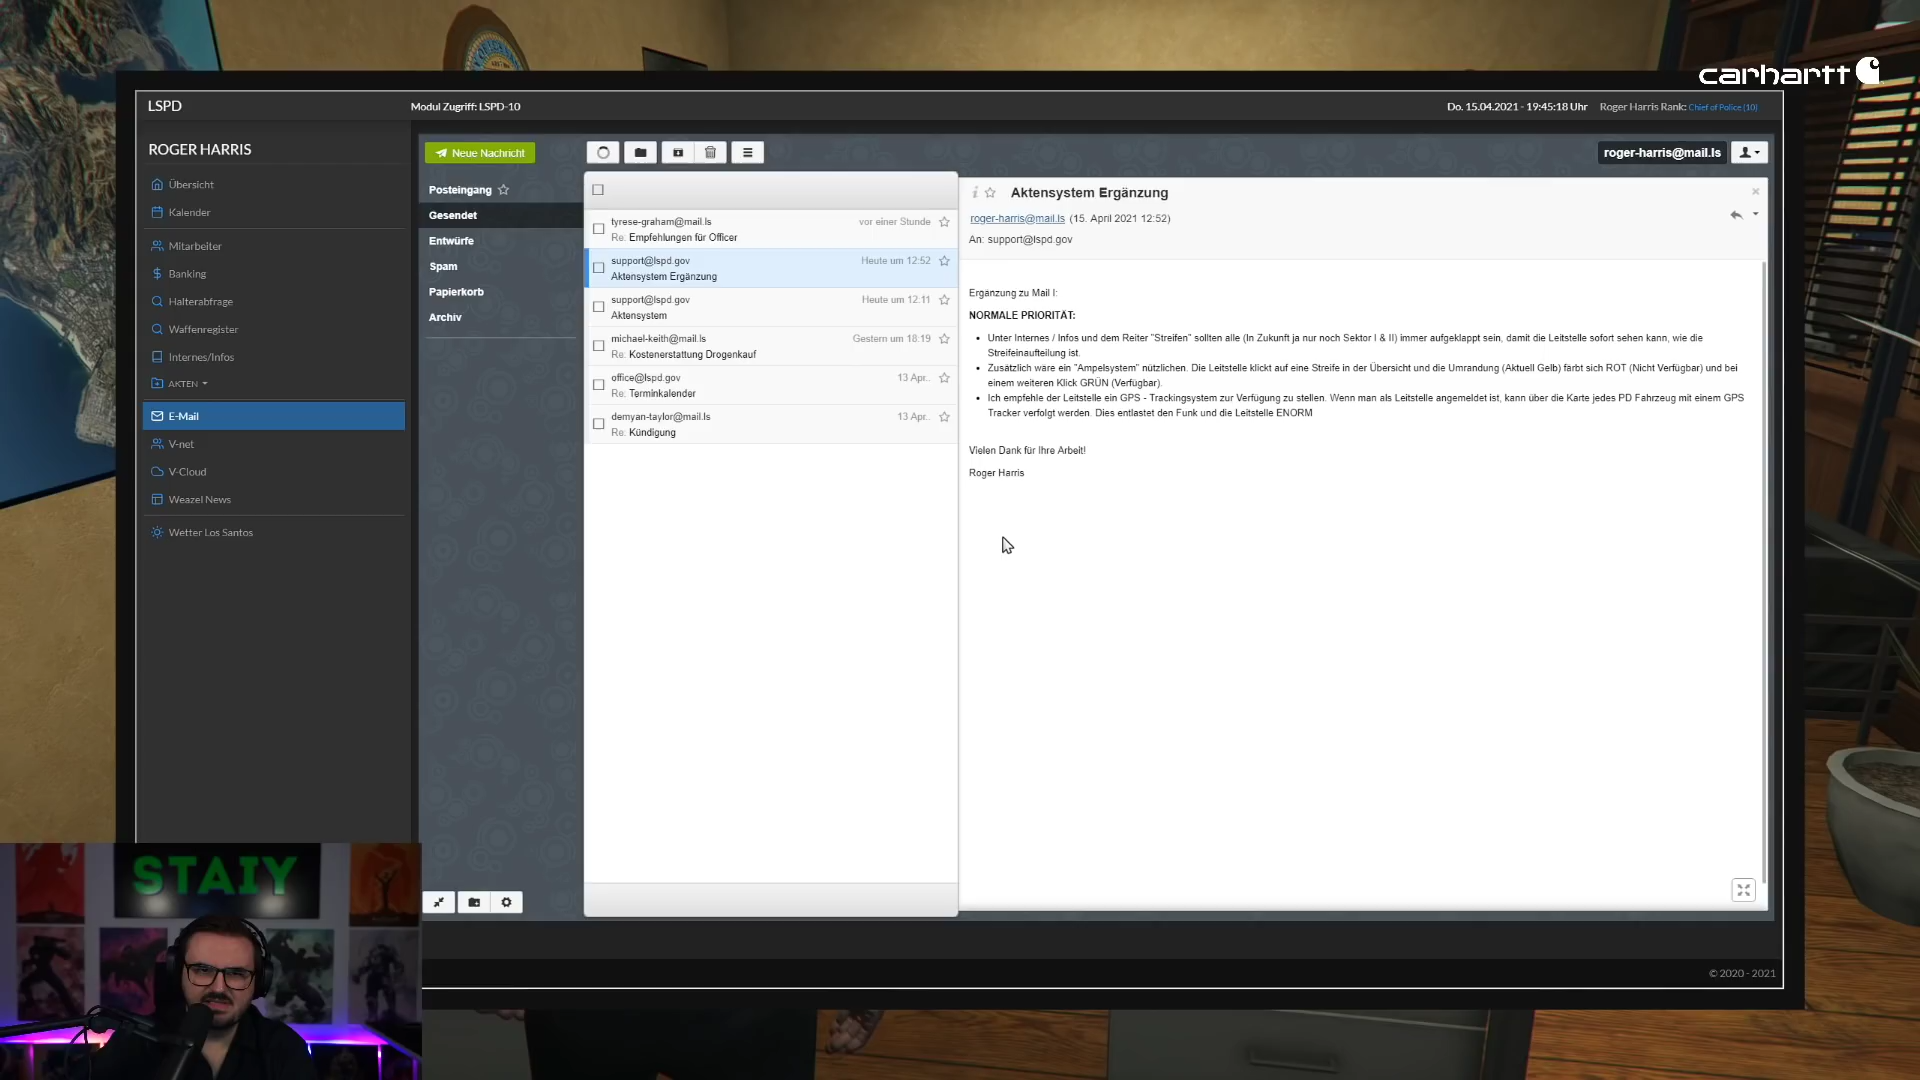 carhartt
LSPD
Modul Zugriff: LSPD-10
Do. 15.04.2021 - 19:45:18 Uhr
Roger Harris Rank: Chief of Police (10)
ROGER HARRIS
Übersicht
Kalender
Mitarbeiter
Banking
Halterabfrage
Waffenregister
Internes/Infos
AKTEN
E-Mail
V-net
V-Cloud
Weazel News
Wetter Los Santos
Neue Nachricht
Posteingang
Gesendet
Entwürfe
Spam
Papierkorb
Archiv
tyrese-graham@mail.ls vor einer Stunde
Re: Empfehlungen für Officer
support@lspd.gov Heute um 12:52
Aktensystem Ergänzung
support@lspd.gov Heute um 12:11
Aktensystem
michael-keith@mail.ls Gestern um 18:19
Re: Kostenerstattung Drogenkauf
office@lspd.gov 13 Apr..
Re: Terminkalender
demyan-taylor@mail.ls 13 Apr..
Re: Kündigung
roger-harris@mail.ls
Aktensystem Ergänzung
roger-harris@mail.ls (15. April 2021 12:52)
An: support@lspd.gov
Ergänzung zu Mail I:
NORMALE PRIORITÄT:
• Unter Internes / Infos und dem Reiter "Streifen" sollten alle (In Zukunft ja nur noch Sektor I & II) immer aufgeklappt sein, damit die Leitstelle sofort sehen kann, wie die
Streifeinaufteilung ist.
• Zusätzlich wäre ein "Ampelsystem" nützlichen. Die Leitstelle klickt auf eine Streife in der Übersicht und die Umrandung (Aktuell Gelb) färbt sich ROT (Nicht Verfügbar) und bei
einem weiteren Klick GRÜN (Verfügbar).
• Ich empfehle der Leitstelle ein GPS - Trackingsystem zur Verfügung zu stellen. Wenn man als Leitstelle angemeldet ist, kann über die Karte jedes PD Fahrzeug mit einem GPS
Tracker verfolgt werden. Dies entlastet den Funk und die Leitstelle ENORM
Vielen Dank für Ihre Arbeit!
Roger Harris
© 2020 - 2021
STAIY